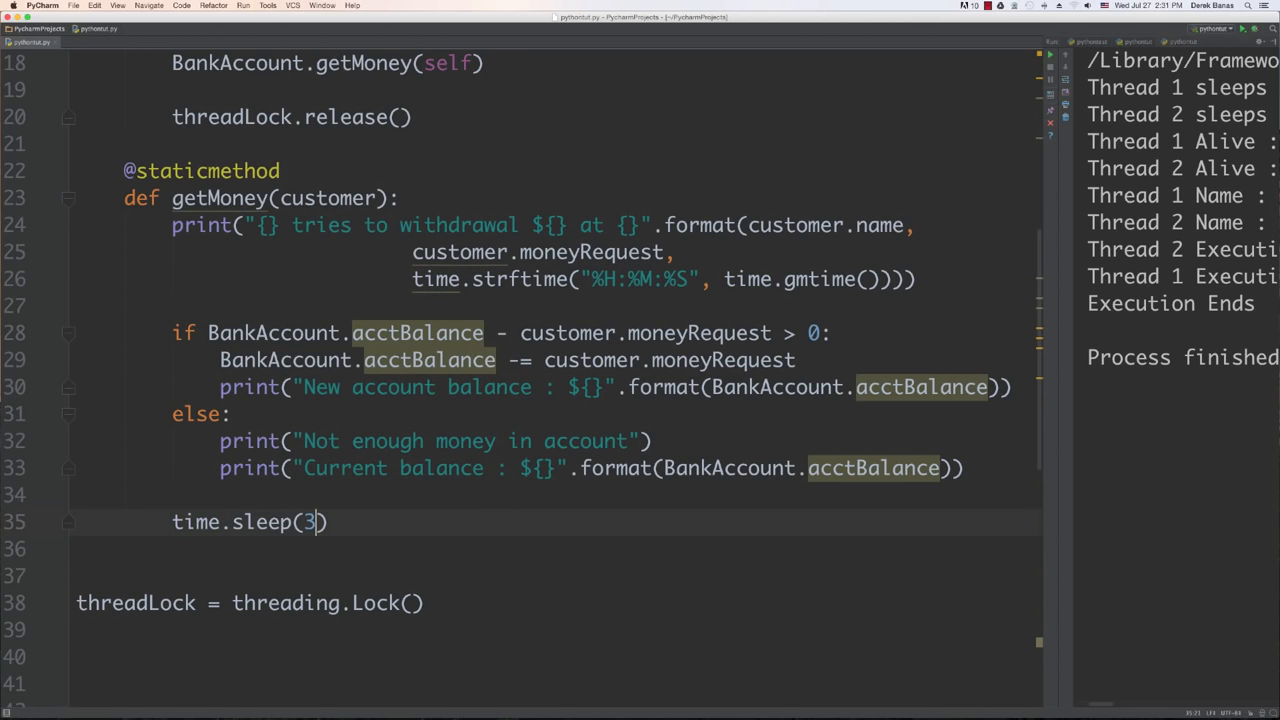 PyCharm File Edit View Navigate Code Refactor Run Tools VCS Window Help 10 Wed Jul 27 2:31 PM Derek Banas
pythontut.py - PyCharmProjects - [~/PycharmProjects]
PycharmProjects pythontut.py pythontut
pythontut.py Run: pythontut pythontut pythontut
18 BankAccount.getMoney(self)
19
20 threadLock.release()
21
22 @staticmethod
23 def getMoney(customer):
24 print("{} tries to withdrawal ${} at {}".format(customer.name,
25 customer.moneyRequest,
26 time.strftime("%H:%M:%S", time.gmtime())))
27
28 if BankAccount.acctBalance - customer.moneyRequest > 0:
29 BankAccount.acctBalance -= customer.moneyRequest
30 print("New account balance : ${}".format(BankAccount.acctBalance))
31 else:
32 print("Not enough money in account")
33 print("Current balance : ${}".format(BankAccount.acctBalance))
34
35 time.sleep(3)
36
37
38 threadLock = threading.Lock()
39
40
41
/Library/Framewo
Thread 1 sleeps
Thread 2 sleeps
Thread 1 Alive :
Thread 2 Alive :
Thread 1 Name :
Thread 2 Name :
Thread 2 Executi
Thread 1 Executi
Execution Ends
Process finished